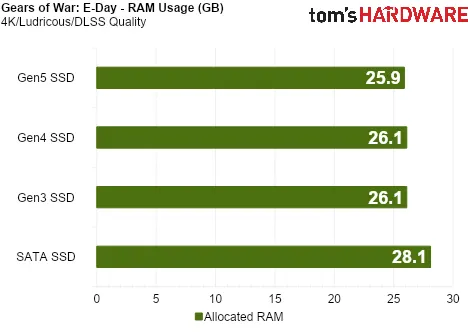 Gears of War: E-Day - RAM Usage (GB)
4K/Ludricous/DLSS Quality
tom's HARDWARE
Gen5 SSD 25.9
Gen4 SSD 26.1
Gen3 SSD 26.1
SATA SSD 28.1
0 5 10 15 20 25 30
Allocated RAM